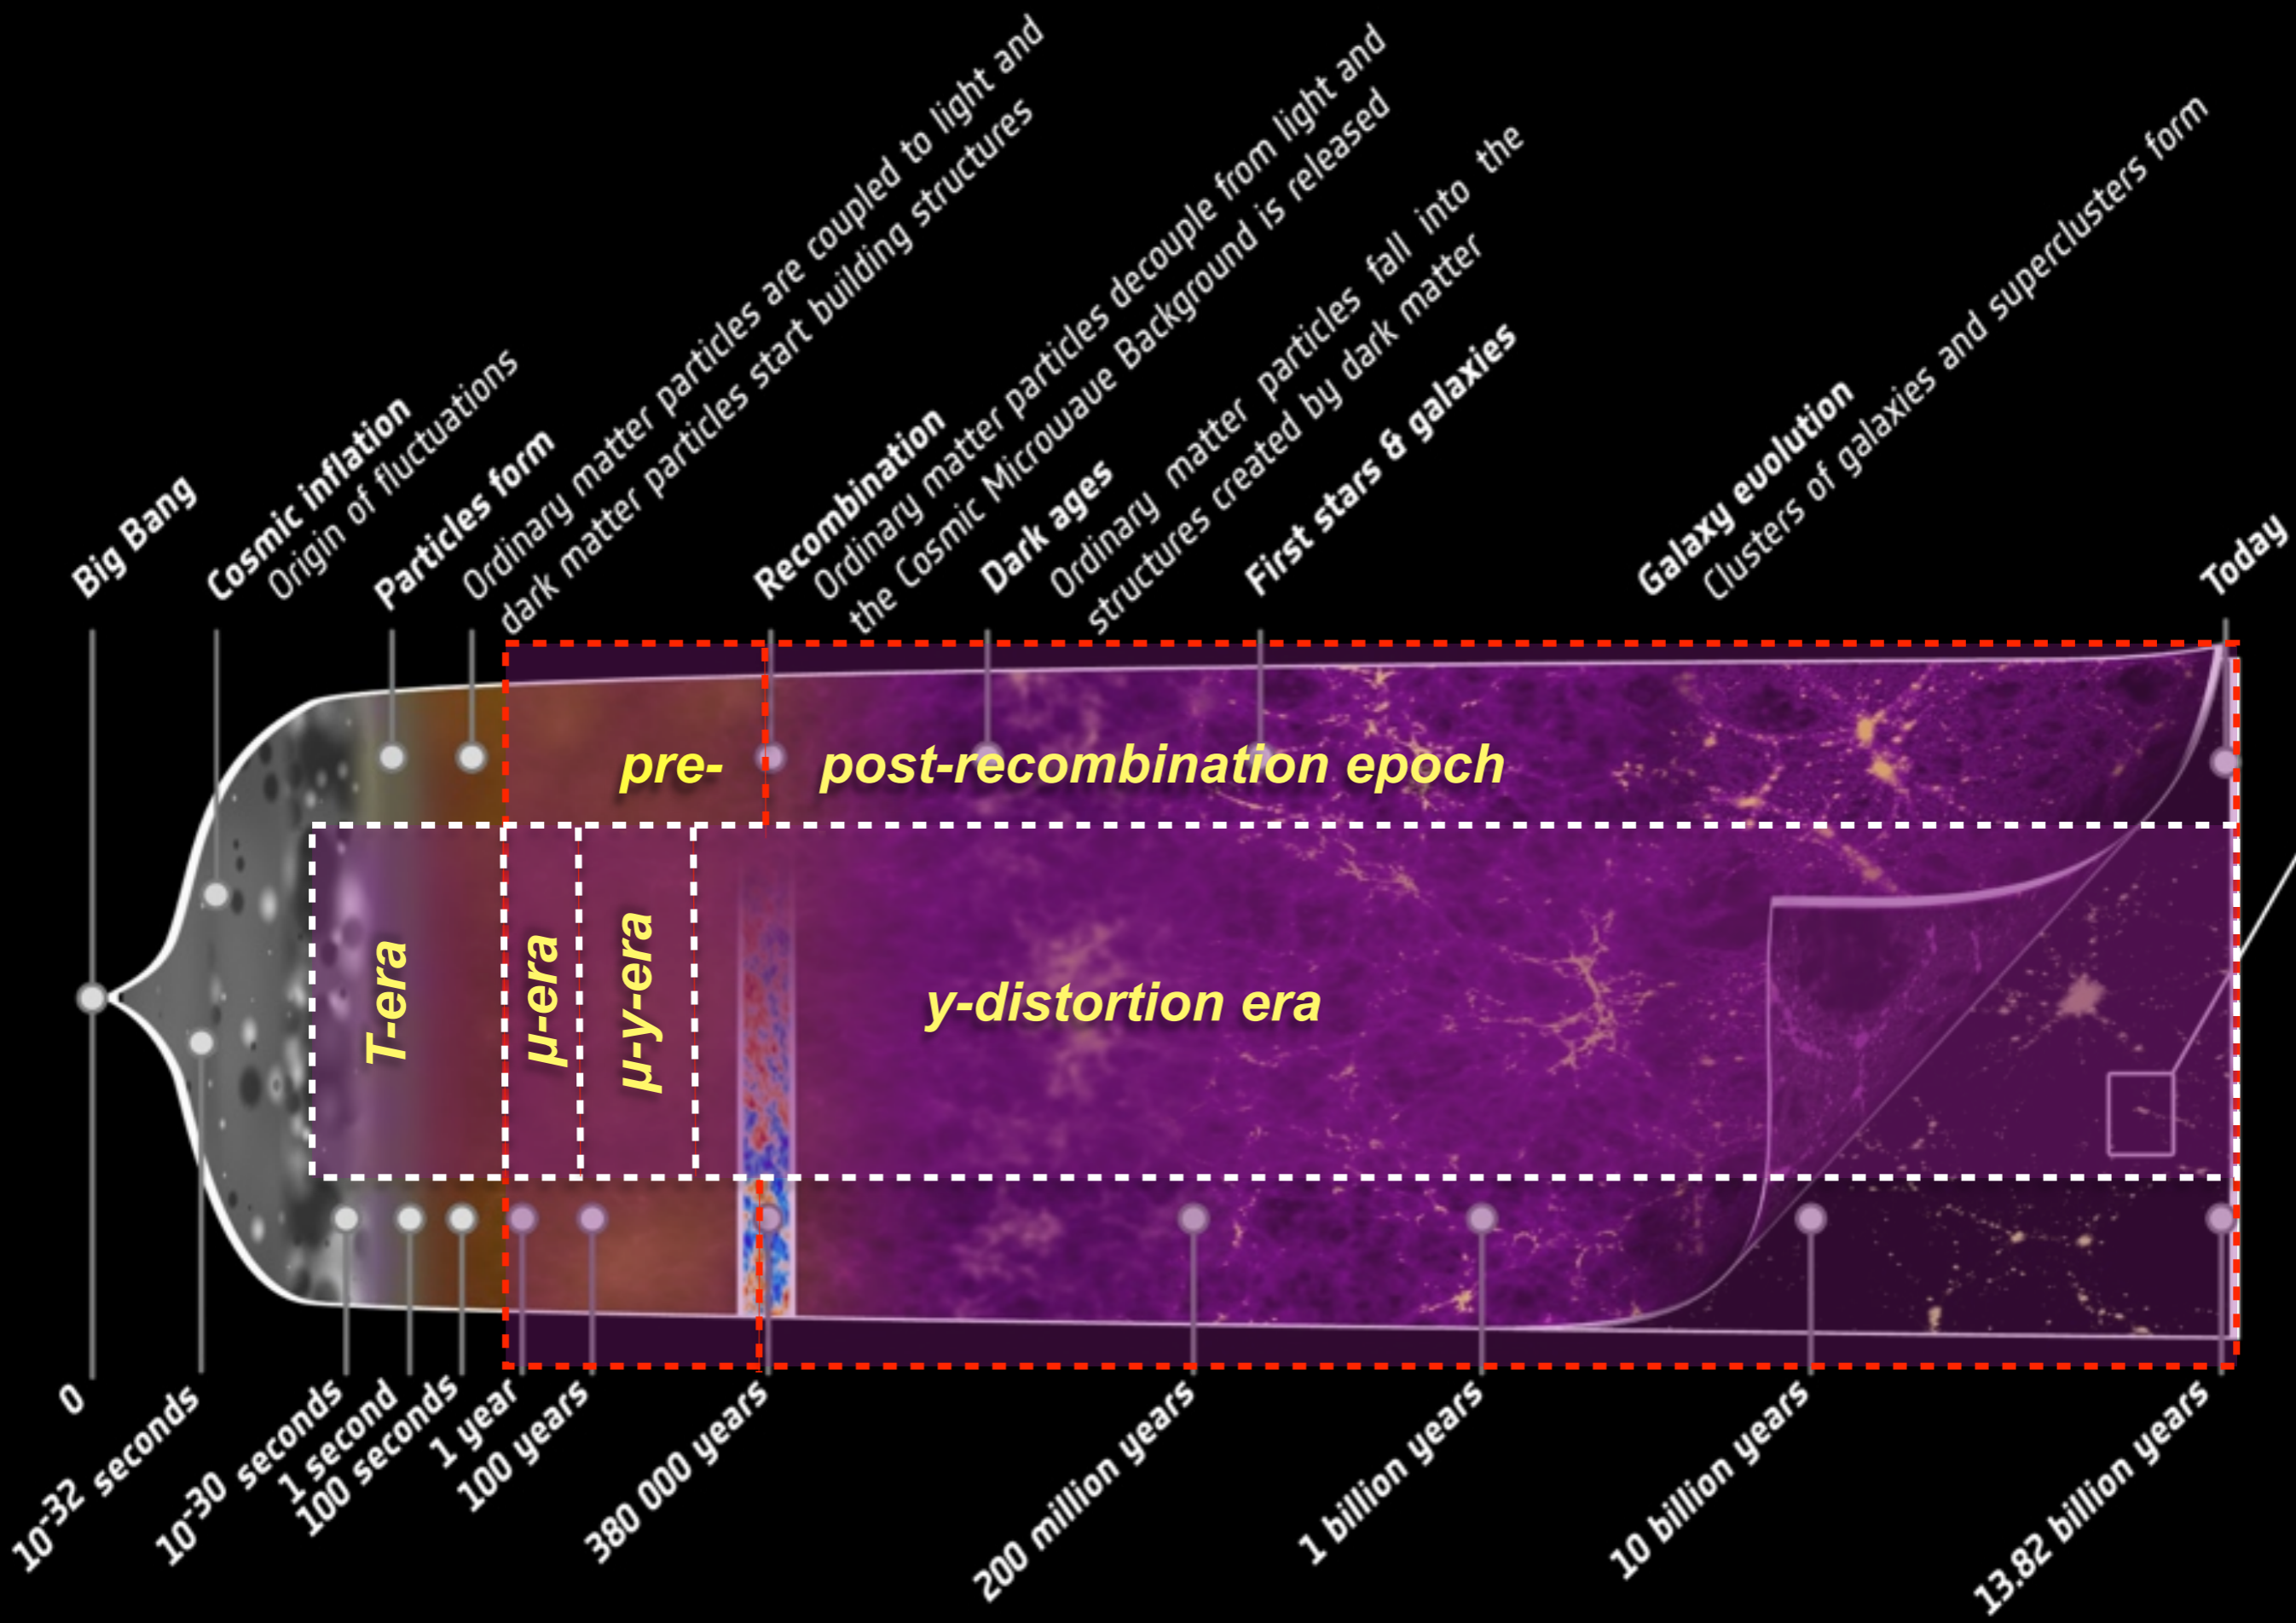 Big Bang
Cosmic inflation
Origin of fluctuations
Particles form
Ordinary matter particles are coupled to light and
dark matter particles start building structures
Recombination
Ordinary matter particles decouple from light and
the Cosmic Microwave Background is released
Dark ages
Ordinary matter particles fall into the
structures created by dark matter
First stars & galaxies
Galaxy evolution
Clusters of galaxies and superclusters form
Today
pre-
post-recombination epoch
T-era
μ-era
μ-y-era
y-distortion era
0
10-32 seconds
10-30 seconds
1 second
100 seconds
1 year
100 years
380 000 years
200 million years
1 billion years
10 billion years
13.82 billion years